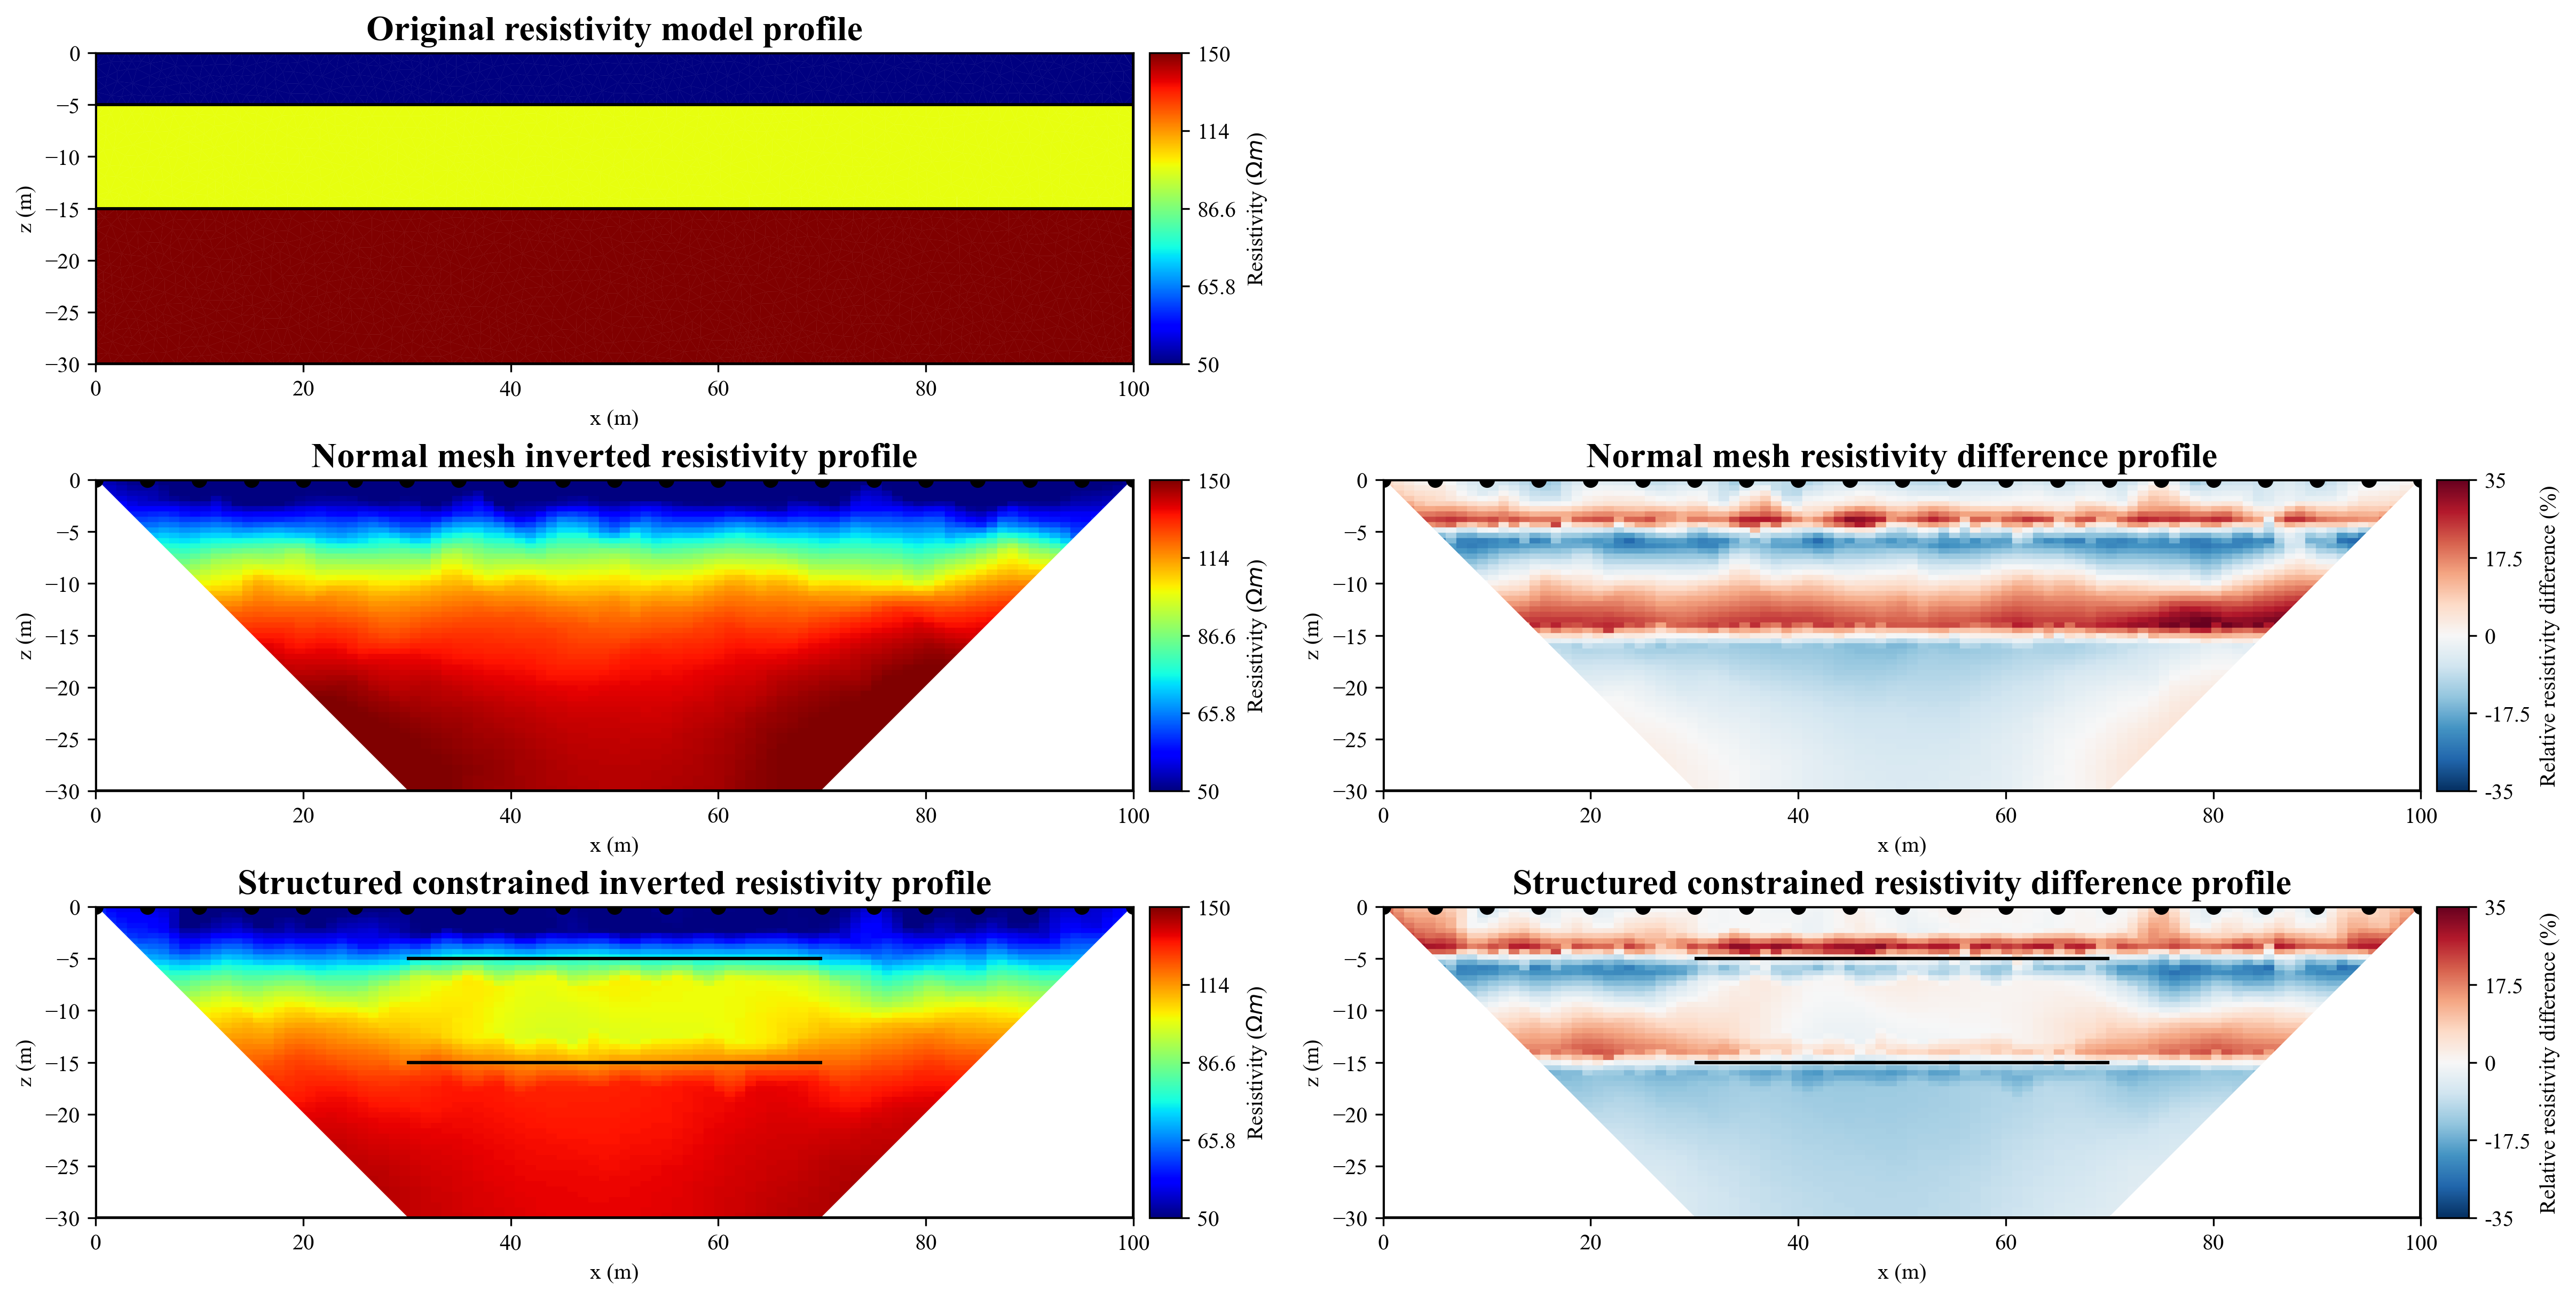 Original resistivity model profile
0
−5
−10
−15
−20
−25
−30
z (m)
0 20 40 60 80 100
x (m)
150
114
86.6
65.8
50
Resistivity (Ωm)
Normal mesh inverted resistivity profile
0
−5
−10
−15
−20
−25
−30
z (m)
0 20 40 60 80 100
x (m)
150
114
86.6
65.8
50
Resistivity (Ωm)
Normal mesh resistivity difference profile
0
−5
−10
−15
−20
−25
−30
z (m)
0 20 40 60 80 100
x (m)
35
17.5
0
-17.5
-35
Relative resistivity difference (%)
Structured constrained inverted resistivity profile
0
−5
−10
−15
−20
−25
−30
z (m)
0 20 40 60 80 100
x (m)
150
114
86.6
65.8
50
Resistivity (Ωm)
Structured constrained resistivity difference profile
0
−5
−10
−15
−20
−25
−30
z (m)
0 20 40 60 80 100
x (m)
35
17.5
0
-17.5
-35
Relative resistivity difference (%)